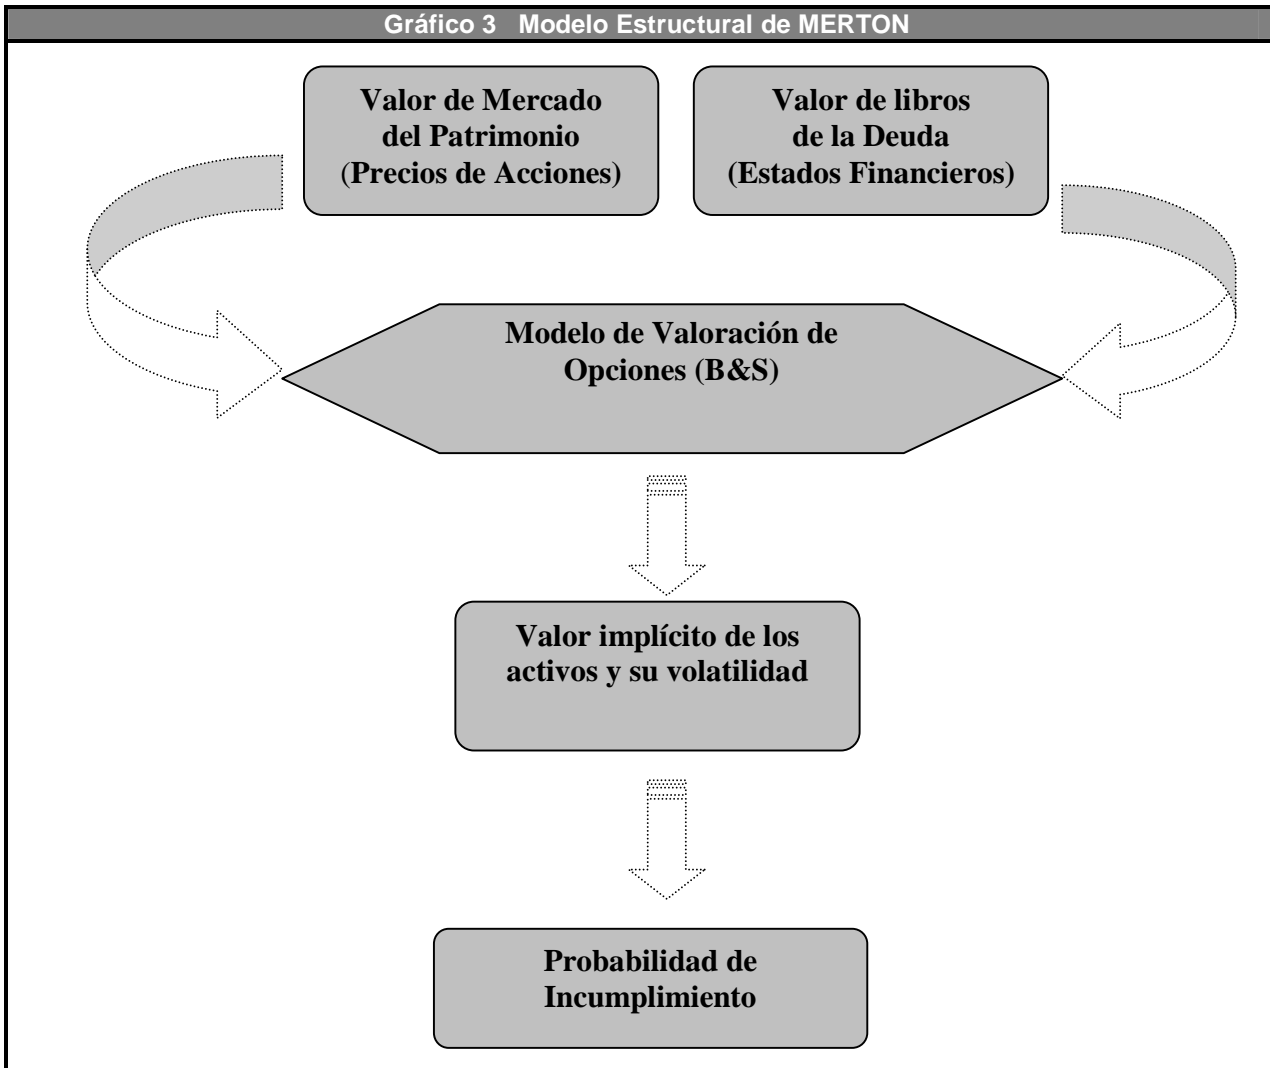 Gráfico 3 Modelo Estructural de MERTON
Valor de Mercado
del Patrimonio
(Precios de Acciones)
Valor de libros
de la Deuda
(Estados Financieros)
Modelo de Valoración de
Opciones (B&S)
Valor implícito de los
activos y su volatilidad
Probabilidad de
Incumplimiento